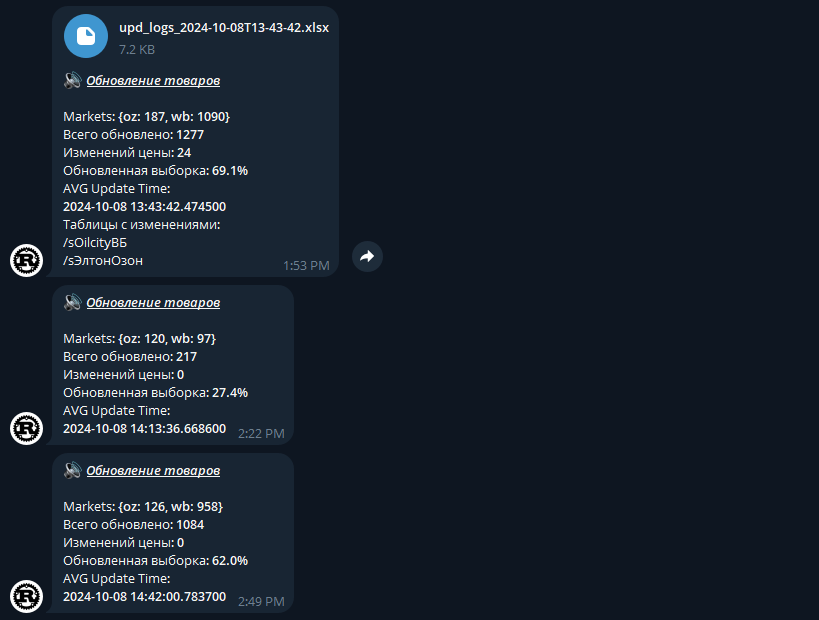 upd_logs_2024-10-08T13-43-42.xlsx
7.2 KB
Обновление товаров
Markets: {oz: 187, wb: 1090}
Всего обновлено: 1277
Изменений цены: 24
Обновленная выборка: 69.1%
AVG Update Time:
2024-10-08 13:43:42.474500
Таблицы с изменениями:
/sOilcityВБ
/sЭлтонОзон
1:53 PM
Обновление товаров
Markets: {oz: 120, wb: 97}
Всего обновлено: 217
Изменений цены: 0
Обновленная выборка: 27.4%
AVG Update Time:
2024-10-08 14:13:36.668600
2:22 PM
Обновление товаров
Markets: {oz: 126, wb: 958}
Всего обновлено: 1084
Изменений цены: 0
Обновленная выборка: 62.0%
AVG Update Time:
2024-10-08 14:42:00.783700
2:49 PM